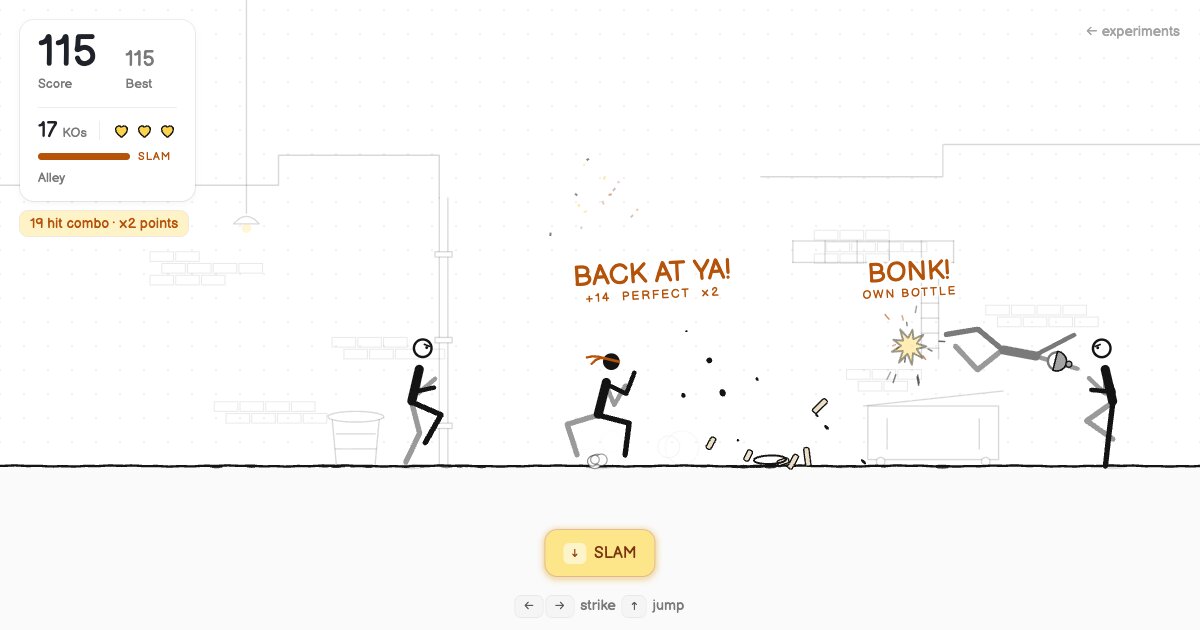 115 115
Score Best
17 KOs
SLAM
Alley
19 hit combo · x2 points
← experiments
BACK AT YA!
+14 PERFECT x2
BONK!
OWN BOTTLE
↓ SLAM
← → strike ↑ jump